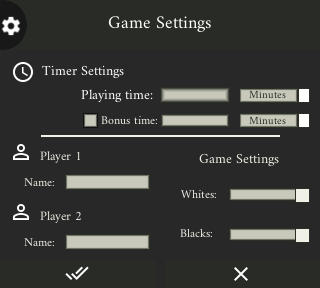 Game Settings
Timer Settings
Playing time: Minutes
Bonus time: Minutes
Player 1
Name:
Player 2
Name:
Game Settings
Whites:
Blacks: